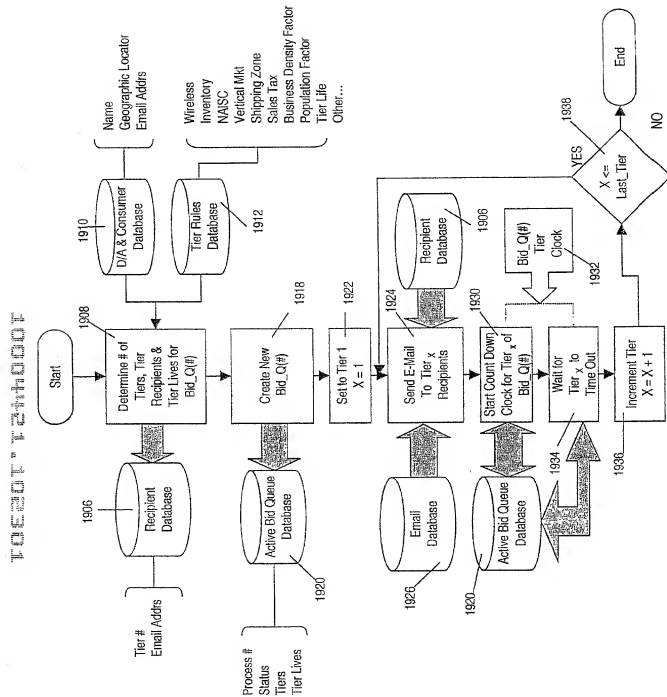 Start
1908
Determine # of
Tiers, Tier
Recipients &
Tier Lives for
Bid_Q(#)
1910
D/A & Consumer
Database
Name
Geographic Locator
Email Addrs
Tier Rules
Database
1912
Wireless
Inventory
NAISC
Vertical Mkt
Shipping Zone
Sales Tax
Business Density Factor
Population Factor
Tier Life
Other...
1906
Recipient
Database
Tier #
Email Addrs
1918
Create New
Bid_Q(#)
Active Bid Queue
Database
1920
Process #
Status
Tiers
Tier Lives
1922
Set to Tier 1
X = 1
1924
Send E-Mail
To Tier x
Recipients
Recipient
Database
1906
Email
Database
1926
1930
Start Count Down
Clock for Tier x of
Bid_Q(#)
Bid_Q(#)
Tier
Clock
1932
Active Bid Queue
Database
1920
Wait for
Tier x to
Time Out
1934
Increment Tier
X = X + 1
1936
X <=
Last_Tier
1938
YES
NO
End